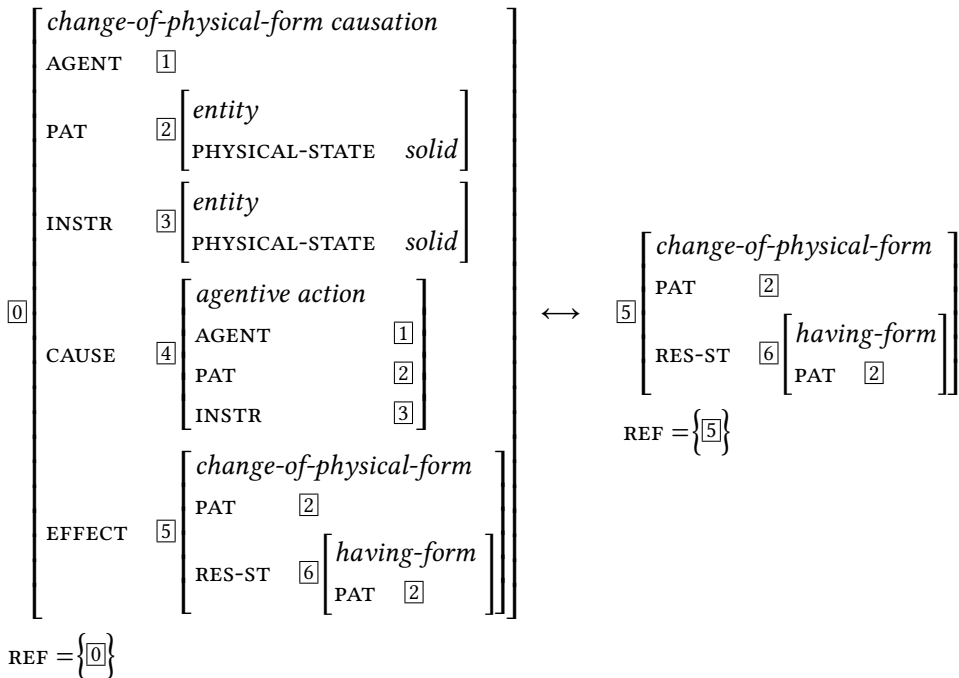 change-of-physical-form causation
AGENT 1
PAT 2 entity
PHYSICAL-STATE solid
INSTR 3 entity
PHYSICAL-STATE solid
0
CAUSE 4 agentive action
AGENT 1
PAT 2
INSTR 3
EFFECT 5 change-of-physical-form
PAT 2
RES-ST 6 having-form
PAT 2
REF = {0}
⟷
5 change-of-physical-form
PAT 2
RES-ST 6 having-form
PAT 2
REF = {5}